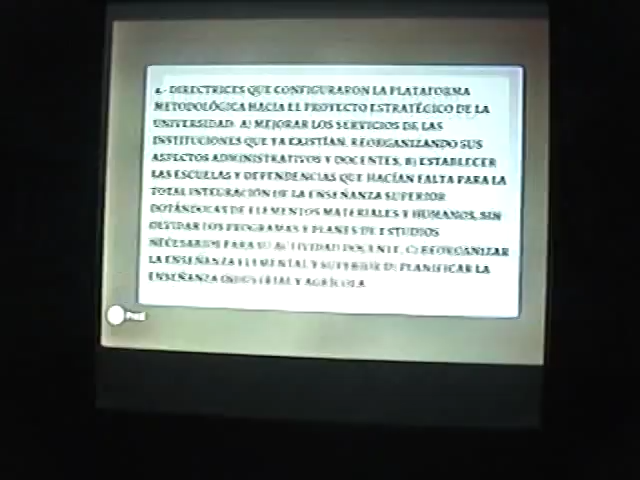 4.- DIRECTRICES QUE CONFIGURARON LA PLATAFORMA
METODOLÓGICA HACIA EL PROYECTO ESTRATÉGICO DE LA
UNIVERSIDAD: A) MEJORAR LOS SERVICIOS DE LAS
INSTITUCIONES QUE YA EXISTÍAN, REORGANIZANDO SUS
ASPECTOS ADMINISTRATIVOS Y DOCENTES, B) ESTABLECER
LAS ESCUELAS Y DEPENDENCIAS QUE HACÍAN FALTA PARA LA
TOTAL INTEGRACIÓN DE LA ENSEÑANZA SUPERIOR
DOTÁNDOLAS DE ELEMENTOS MATERIALES Y HUMANOS, SIN
OLVIDAR LOS PROGRAMAS Y PLANES DE ESTUDIOS
NECESARIOS PARA SU ACTIVIDAD DOCENTE, C) REORGANIZAR
LA ENSEÑANZA ELEMENTAL Y SUPERIOR D) PLANIFICAR LA
ENSEÑANZA INDUSTRIAL Y AGRÍCOLA